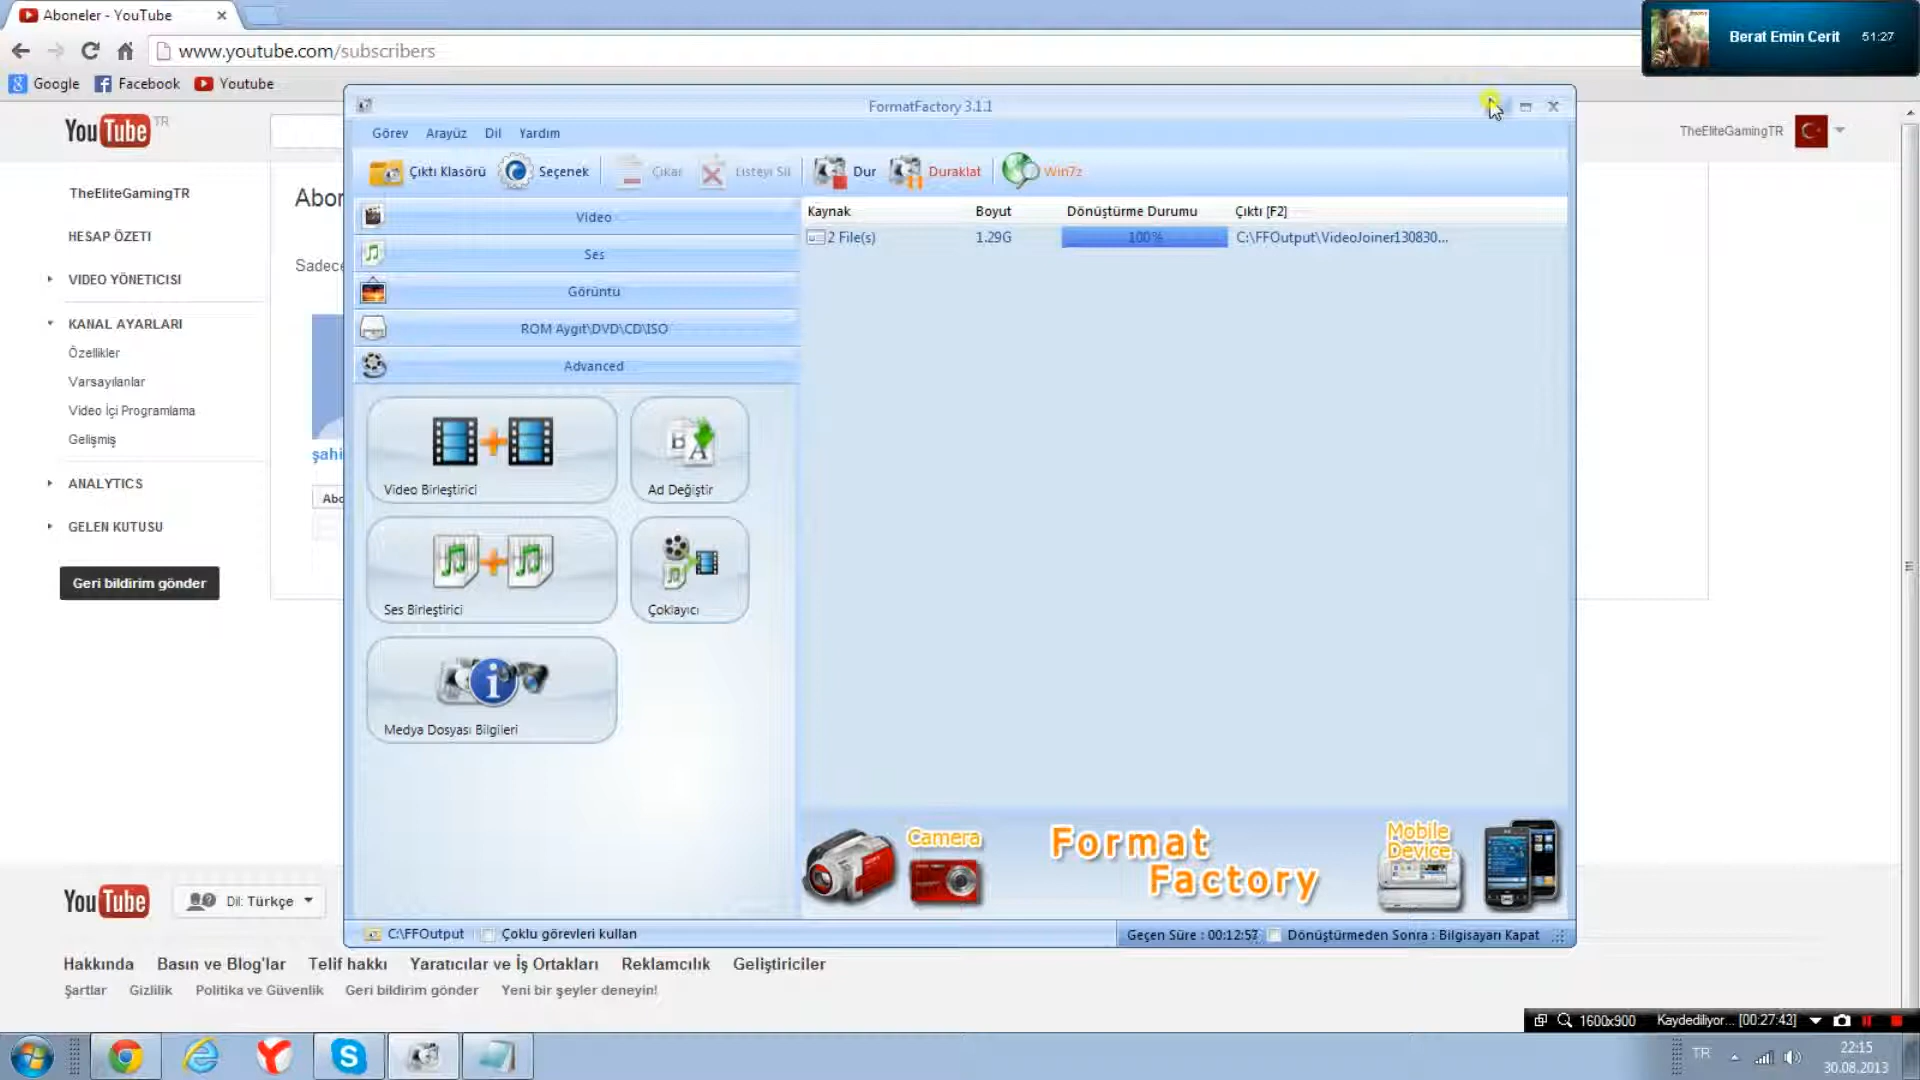 Aboneler - YouTube
www.youtube.com/subscribers
Berat Emin Cerit 51:27
Google Facebook Youtube
FormatFactory 3.1.1
Görev Arayüz Dil Yardım
YouTube TR
TheEliteGamingTR
Çıktı Klasörü Seçenek Çıkar Listeyi Sil Dur Duraklat Win7z
TheEliteGamingTR
HESAP ÖZETİ
VIDEO YÖNETICISI
KANAL AYARLARI
Özellikler
Varsayılanlar
Video İçi Programlama
Gelişmiş
ANALYTICS
GELEN KUTUSU
Geri bildirim gönder
Abon
Sadece
şahi
Abo
Video
Ses
Görüntü
ROM Aygıt\DVD\CD\ISO
Advanced
Video Birleştirici
Ad Değiştir
Ses Birleştirici
Çoklayıcı
Medya Dosyası Bilgileri
Kaynak Boyut Dönüştürme Durumu Çıktı [F2]
2 File(s) 1.29G 100% C:\FFOutput\VideoJoiner130830...
Camera
Format
Factory
Mobile
Device
C:\FFOutput Çoklu görevleri kullan
Geçen Süre : 00:12:57 Dönüştürmeden Sonra : Bilgisayarı Kapat
YouTube Dil: Türkçe
Hakkında Basın ve Blog'lar Telif hakkı Yaratıcılar ve İş Ortakları Reklamcılık Geliştiriciler
Şartlar Gizlilik Politika ve Güvenlik Geri bildirim gönder Yeni bir şeyler deneyin!
1600x900 Kaydediliyor... [00:27:43]
TR
22:15
30.08.2013